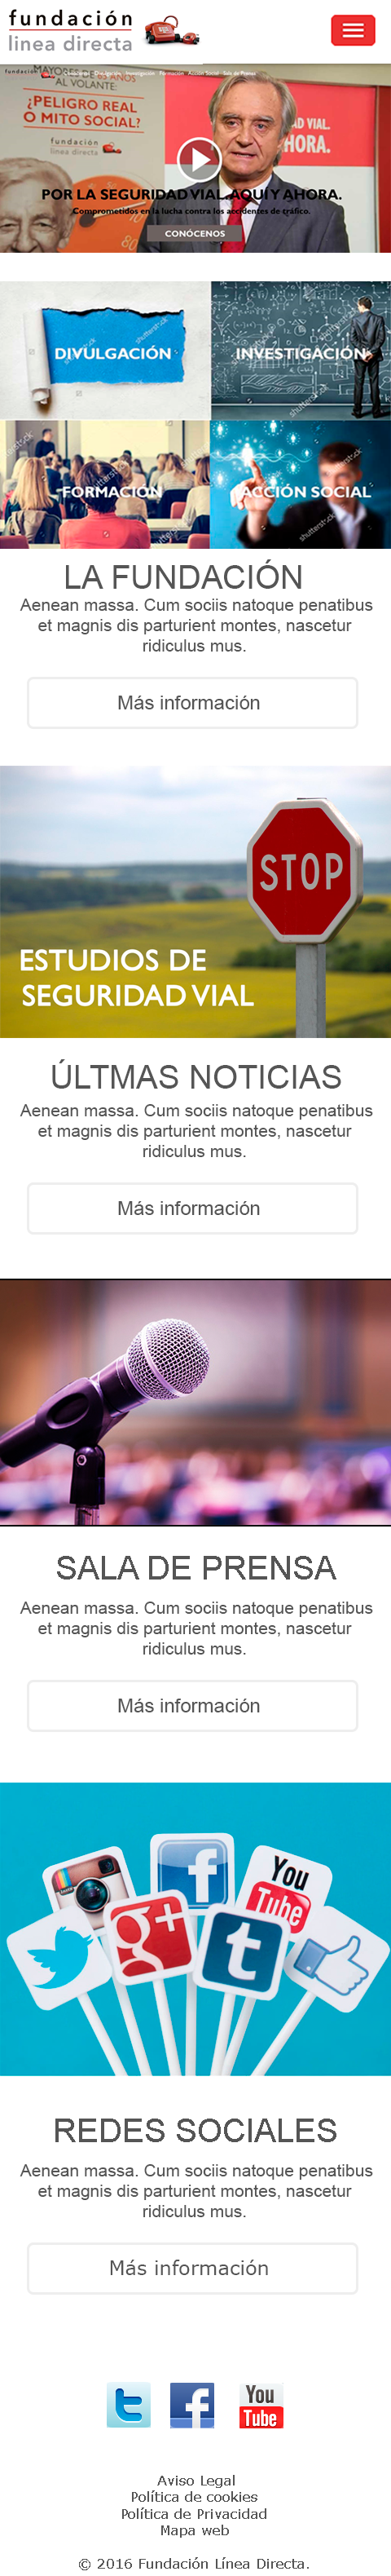 fundación
linea directa
MAYORES DE 65 AÑOS
AL VOLANTE:
¿PELIGRO REAL
O MITO SOCIAL?
fundación
linea directa
D VIAL
HORA.
POR LA SEGURIDAD VIAL. AQUÍ Y AHORA.
Comprometidos en la lucha contra los accidentes de tráfico.
CONÓCENOS
DIVULGACIÓN
INVESTIGACIÓN
FORMACIÓN
ACCIÓN SOCIAL
shutterstock
shutterstock
shutterstock
shutterstock
LA FUNDACIÓN
Aenean massa. Cum sociis natoque penatibus
et magnis dis parturient montes, nascetur
ridiculus mus.
Más información
STOP
ESTUDIOS DE
SEGURIDAD VIAL
ÚLTMAS NOTICIAS
Aenean massa. Cum sociis natoque penatibus
et magnis dis parturient montes, nascetur
ridiculus mus.
Más información
SALA DE PRENSA
Aenean massa. Cum sociis natoque penatibus
et magnis dis parturient montes, nascetur
ridiculus mus.
Más información
f
You
Tube
g+
t
REDES SOCIALES
Aenean massa. Cum sociis natoque penatibus
et magnis dis parturient montes, nascetur
ridiculus mus.
Más información
t
f
You
Tube
Aviso Legal
Política de cookies
Política de Privacidad
Mapa web
© 2016 Fundación Línea Directa.